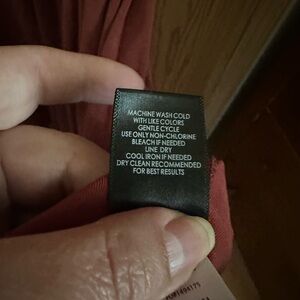 MACHINE WASH COLD
WITH LIKE COLORS
GENTLE CYCLE
USE ONLY NON-CHLORINE
BLEACH IF NEEDED
LINE DRY
COOL IRON IF NEEDED
DRY CLEAN RECOMMENDED
FOR BEST RESULTS